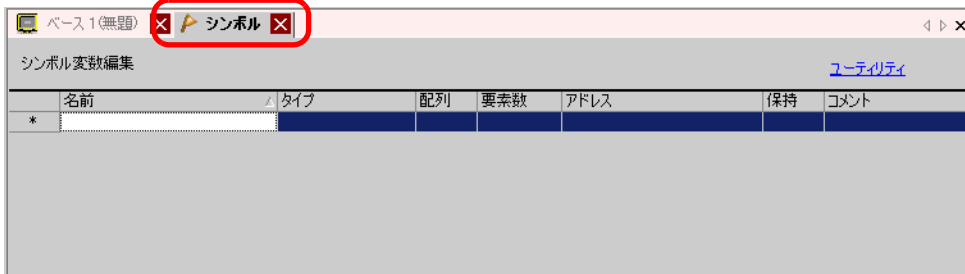 ベース 1(無題) シンボル
シンボル変数編集 ユーティリティ
名前 タイプ 配列 要素数 アドレス 保持 コメント
*